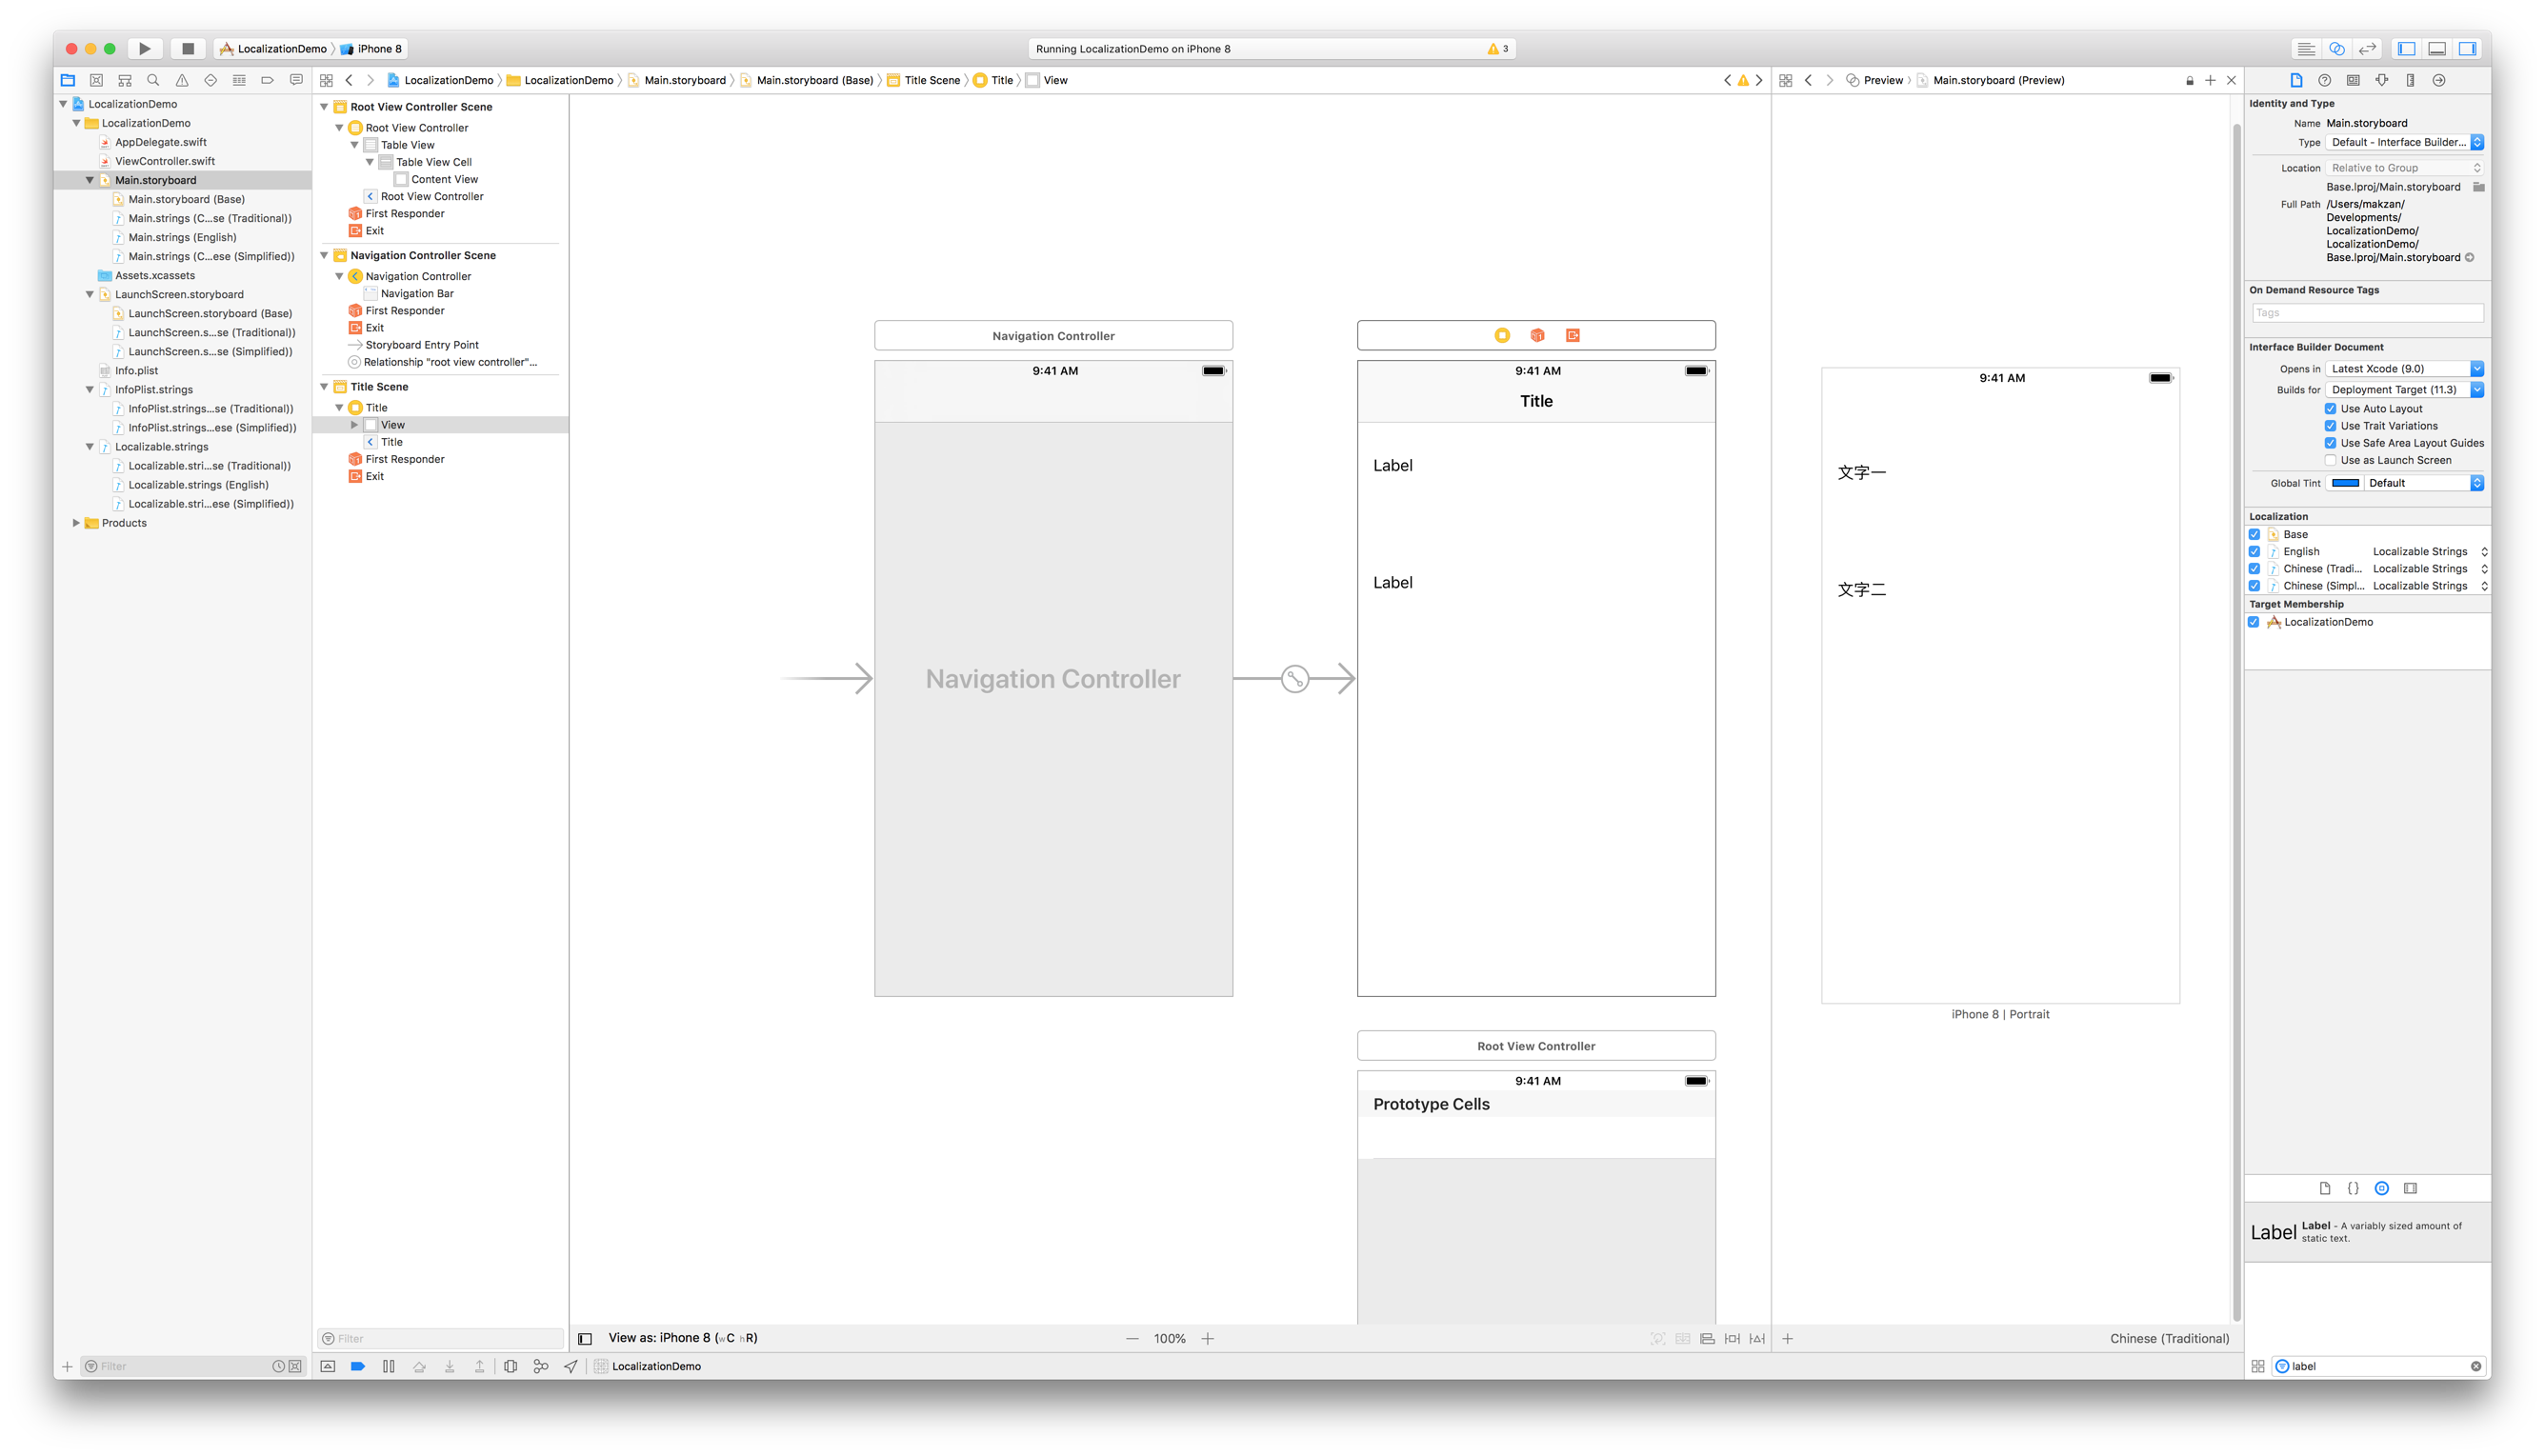 LocalizationDemo
iPhone 8
Running LocalizationDemo on iPhone 8
3
LocalizationDemo
LocalizationDemo
Main.storyboard
Main.storyboard (Base)
Title Scene
Title
View
Preview
Main.storyboard (Preview)
LocalizationDemo
LocalizationDemo
AppDelegate.swift
ViewController.swift
Main.storyboard
Main.storyboard (Base)
Main.strings (C...se (Traditional))
Main.strings (English)
Main.strings (C...ese (Simplified))
Assets.xcassets
LaunchScreen.storyboard
LaunchScreen.storyboard (Base)
LaunchScreen.s...se (Traditional))
LaunchScreen.s...se (Simplified))
Info.plist
InfoPlist.strings
InfoPlist.strings...se (Traditional))
InfoPlist.strings...ese (Simplified))
Localizable.strings
Localizable.stri...se (Traditional))
Localizable.strings (English)
Localizable.stri...ese (Simplified))
Products
Filter
Root View Controller Scene
Root View Controller
Table View
Table View Cell
Content View
Root View Controller
First Responder
Exit
Navigation Controller Scene
Navigation Controller
Navigation Bar
First Responder
Exit
Storyboard Entry Point
Relationship "root view controller"...
Title Scene
Title
View
Title
First Responder
Exit
Filter
Navigation Controller
9:41 AM
Navigation Controller
9:41 AM
Title
Label
Label
Root View Controller
9:41 AM
Prototype Cells
View as: iPhone 8 (wC hR)
100%
LocalizationDemo
9:41 AM
文字一
文字二
iPhone 8 | Portrait
Chinese (Traditional)
Identity and Type
Name Main.storyboard
Type Default - Interface Builder...
Location Relative to Group
Base.lproj/Main.storyboard
Full Path /Users/makzan/
Developments/
LocalizationDemo/
LocalizationDemo/
Base.lproj/Main.storyboard
On Demand Resource Tags
Tags
Interface Builder Document
Opens in Latest Xcode (9.0)
Builds for Deployment Target (11.3)
Use Auto Layout
Use Trait Variations
Use Safe Area Layout Guides
Use as Launch Screen
Global Tint Default
Localization
Base
English Localizable Strings
Chinese (Tradi... Localizable Strings
Chinese (Simpl... Localizable Strings
Target Membership
LocalizationDemo
Label
Label - A variably sized amount of
static text.
label